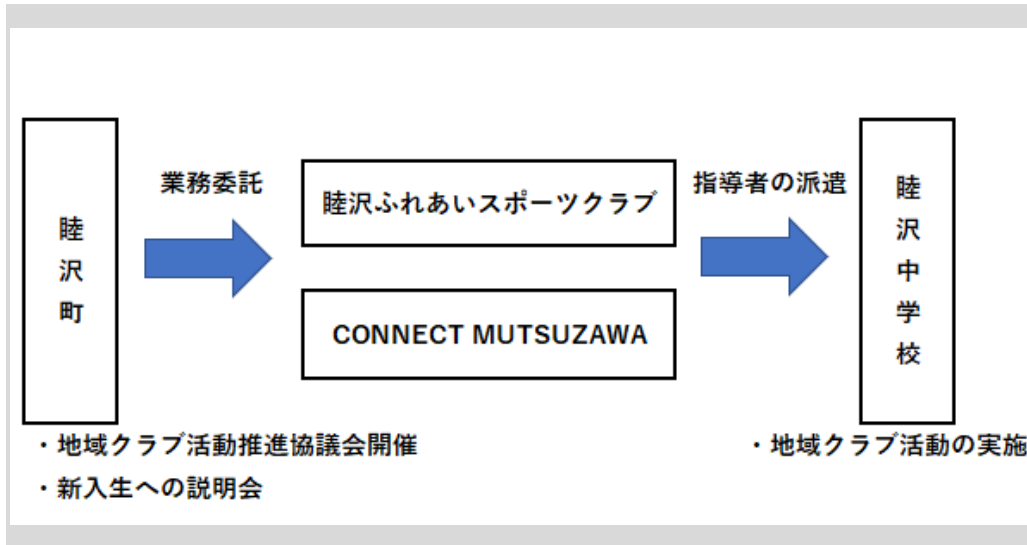 睦沢町
業務委託
睦沢ふれあいスポーツクラブ
CONNECT MUTSUZAWA
指導者の派遣
睦沢中学校
・地域クラブ活動推進協議会開催
・新入生への説明会
・地域クラブ活動の実施